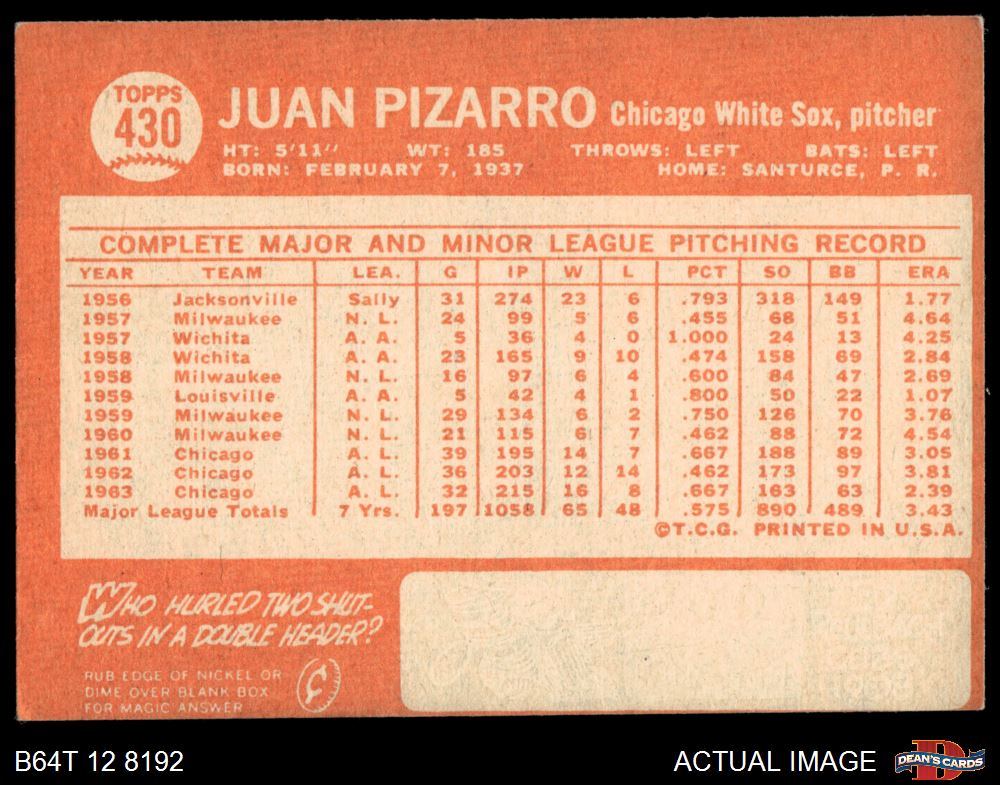 TOPPS
430
JUAN PIZARRO Chicago White Sox, pitcher
HT: 5'11" WT: 185 THROWS: LEFT BATS: LEFT
BORN: FEBRUARY 7, 1937 HOME: SANTURCE, P. R.
COMPLETE MAJOR AND MINOR LEAGUE PITCHING RECORD
YEAR TEAM LEA. G IP W L PCT SO BB ERA
1956 Jacksonville Sally 31 274 23 6 .793 318 149 1.77
1957 Milwaukee N. L. 24 99 5 6 .455 68 51 4.64
1957 Wichita A. A. 5 36 4 0 1.000 24 13 4.25
1958 Wichita A. A. 23 165 9 10 .474 158 69 2.84
1958 Milwaukee N. L. 16 97 6 4 .600 84 47 2.69
1959 Louisville A. A. 5 42 4 1 .800 50 22 1.07
1959 Milwaukee N. L. 29 134 6 2 .750 126 70 3.76
1960 Milwaukee N. L. 21 115 6 7 .462 88 72 4.54
1961 Chicago A. L. 39 195 14 7 .667 188 89 3.05
1962 Chicago A. L. 36 203 12 14 .462 173 97 3.81
1963 Chicago A. L. 32 215 16 8 .667 163 63 2.39
Major League Totals 7 Yrs. 197 1058 65 48 .575 890 489 3.43
©T.C.G. PRINTED IN U.S.A.
WHO HURLED TWO SHUT-
OUTS IN A DOUBLE HEADER?
RUB EDGE OF NICKEL OR
DIME OVER BLANK BOX
FOR MAGIC ANSWER
¢
B64T 12 8192 ACTUAL IMAGE DEAN'S CARDS